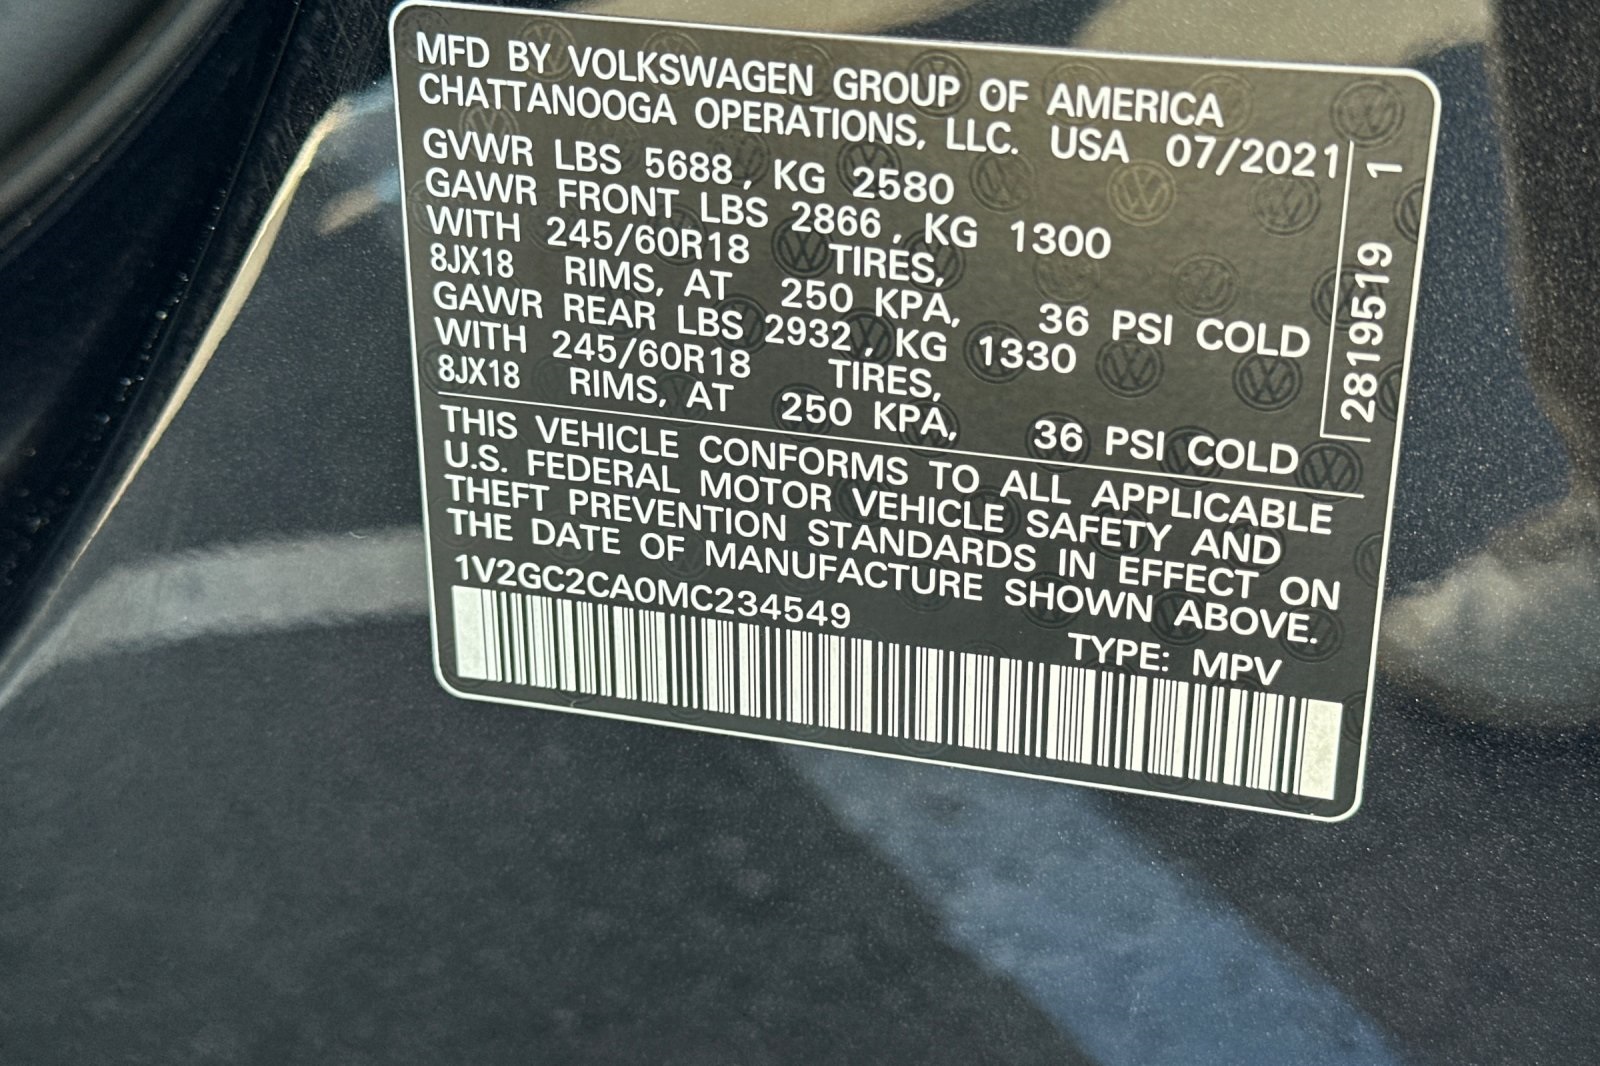 MFD BY VOLKSWAGEN GROUP OF AMERICA
CHATTANOOGA OPERATIONS, LLC. USA 07/2021
GVWR LBS 5688, KG 2580
GAWR FRONT LBS 2866, KG 1300
WITH 245/60R18 TIRES,
8JX18 RIMS, AT 250 KPA, 36 PSI COLD
GAWR REAR LBS 2932, KG 1330
WITH 245/60R18 TIRES,
8JX18 RIMS, AT 250 KPA, 36 PSI COLD
THIS VEHICLE CONFORMS TO ALL APPLICABLE
U.S. FEDERAL MOTOR VEHICLE SAFETY AND
THEFT PREVENTION STANDARDS IN EFFECT ON
THE DATE OF MANUFACTURE SHOWN ABOVE.
1V2GC2CA0MC234549
TYPE: MPV
2819519 1